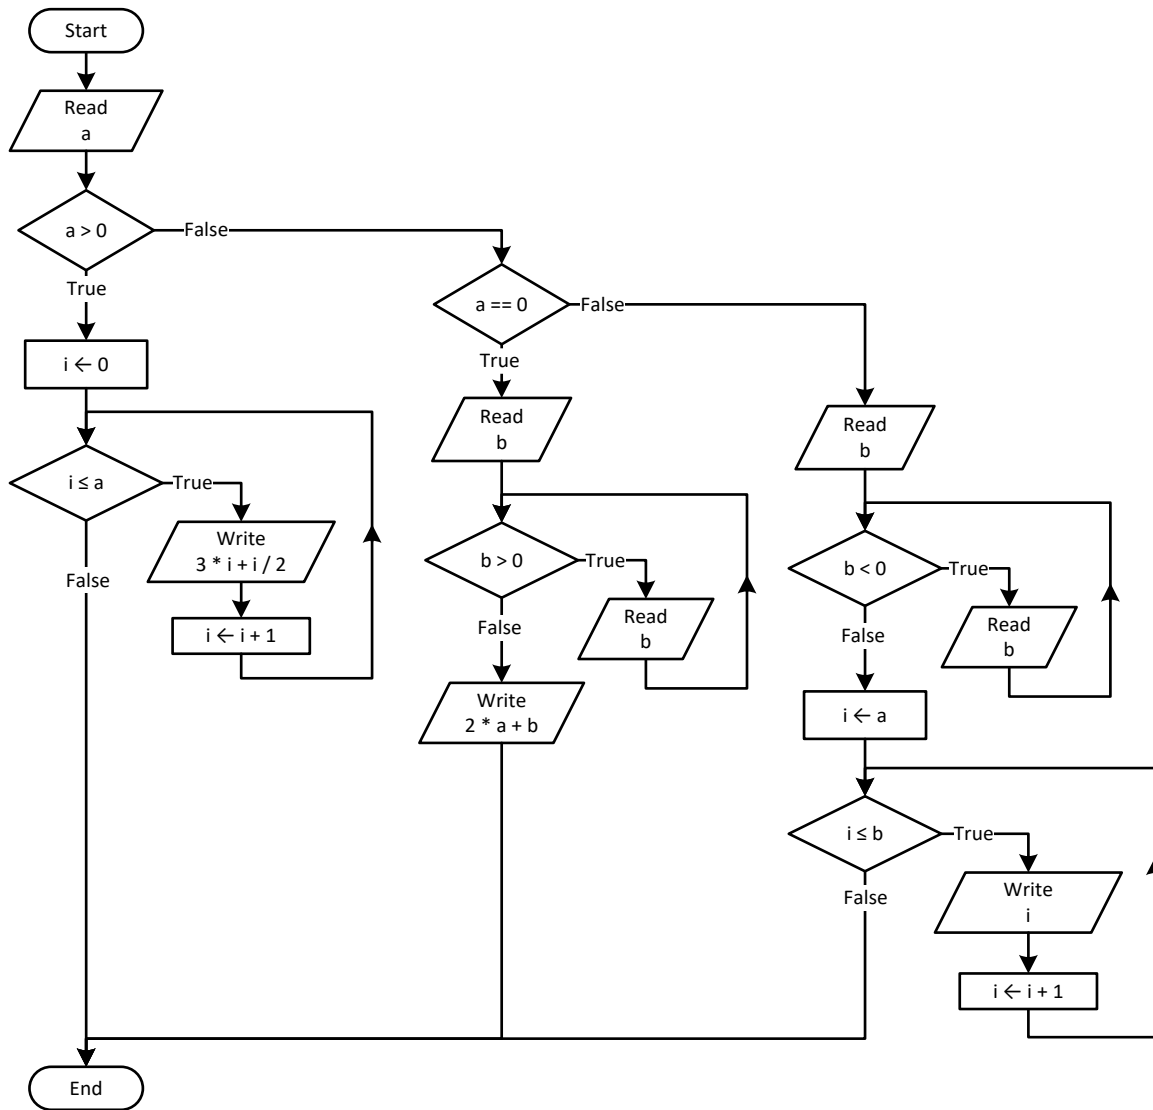 Start
Read
a
a > 0
False
True
a == 0
False
True
i ← 0
Read
b
Read
b
i ≤ a
True
False
Write
3 * i + i / 2
i ← i + 1
b > 0
True
False
Read
b
Write
2 * a + b
b < 0
True
False
Read
b
i ← a
i ≤ b
True
False
Write
i
i ← i + 1
End